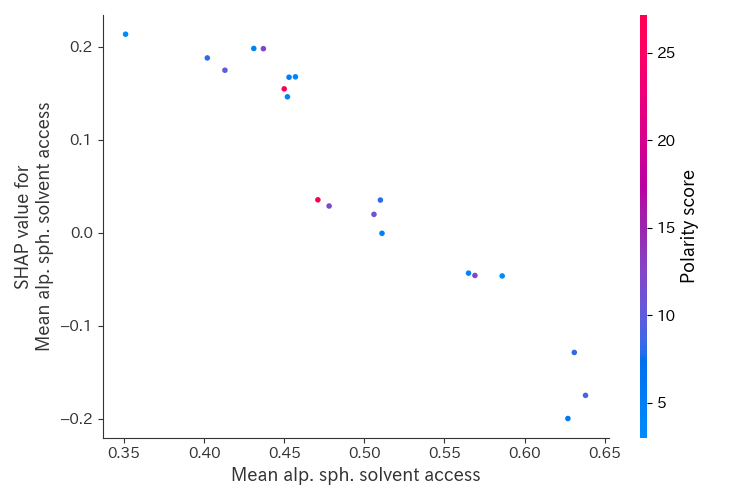 0.2
0.1
0.0
−0.1
−0.2
SHAP value for
Mean alp. sph. solvent access
0.35 0.40 0.45 0.50 0.55 0.60 0.65
Mean alp. sph. solvent access
25
20
15
10
5
Polarity score